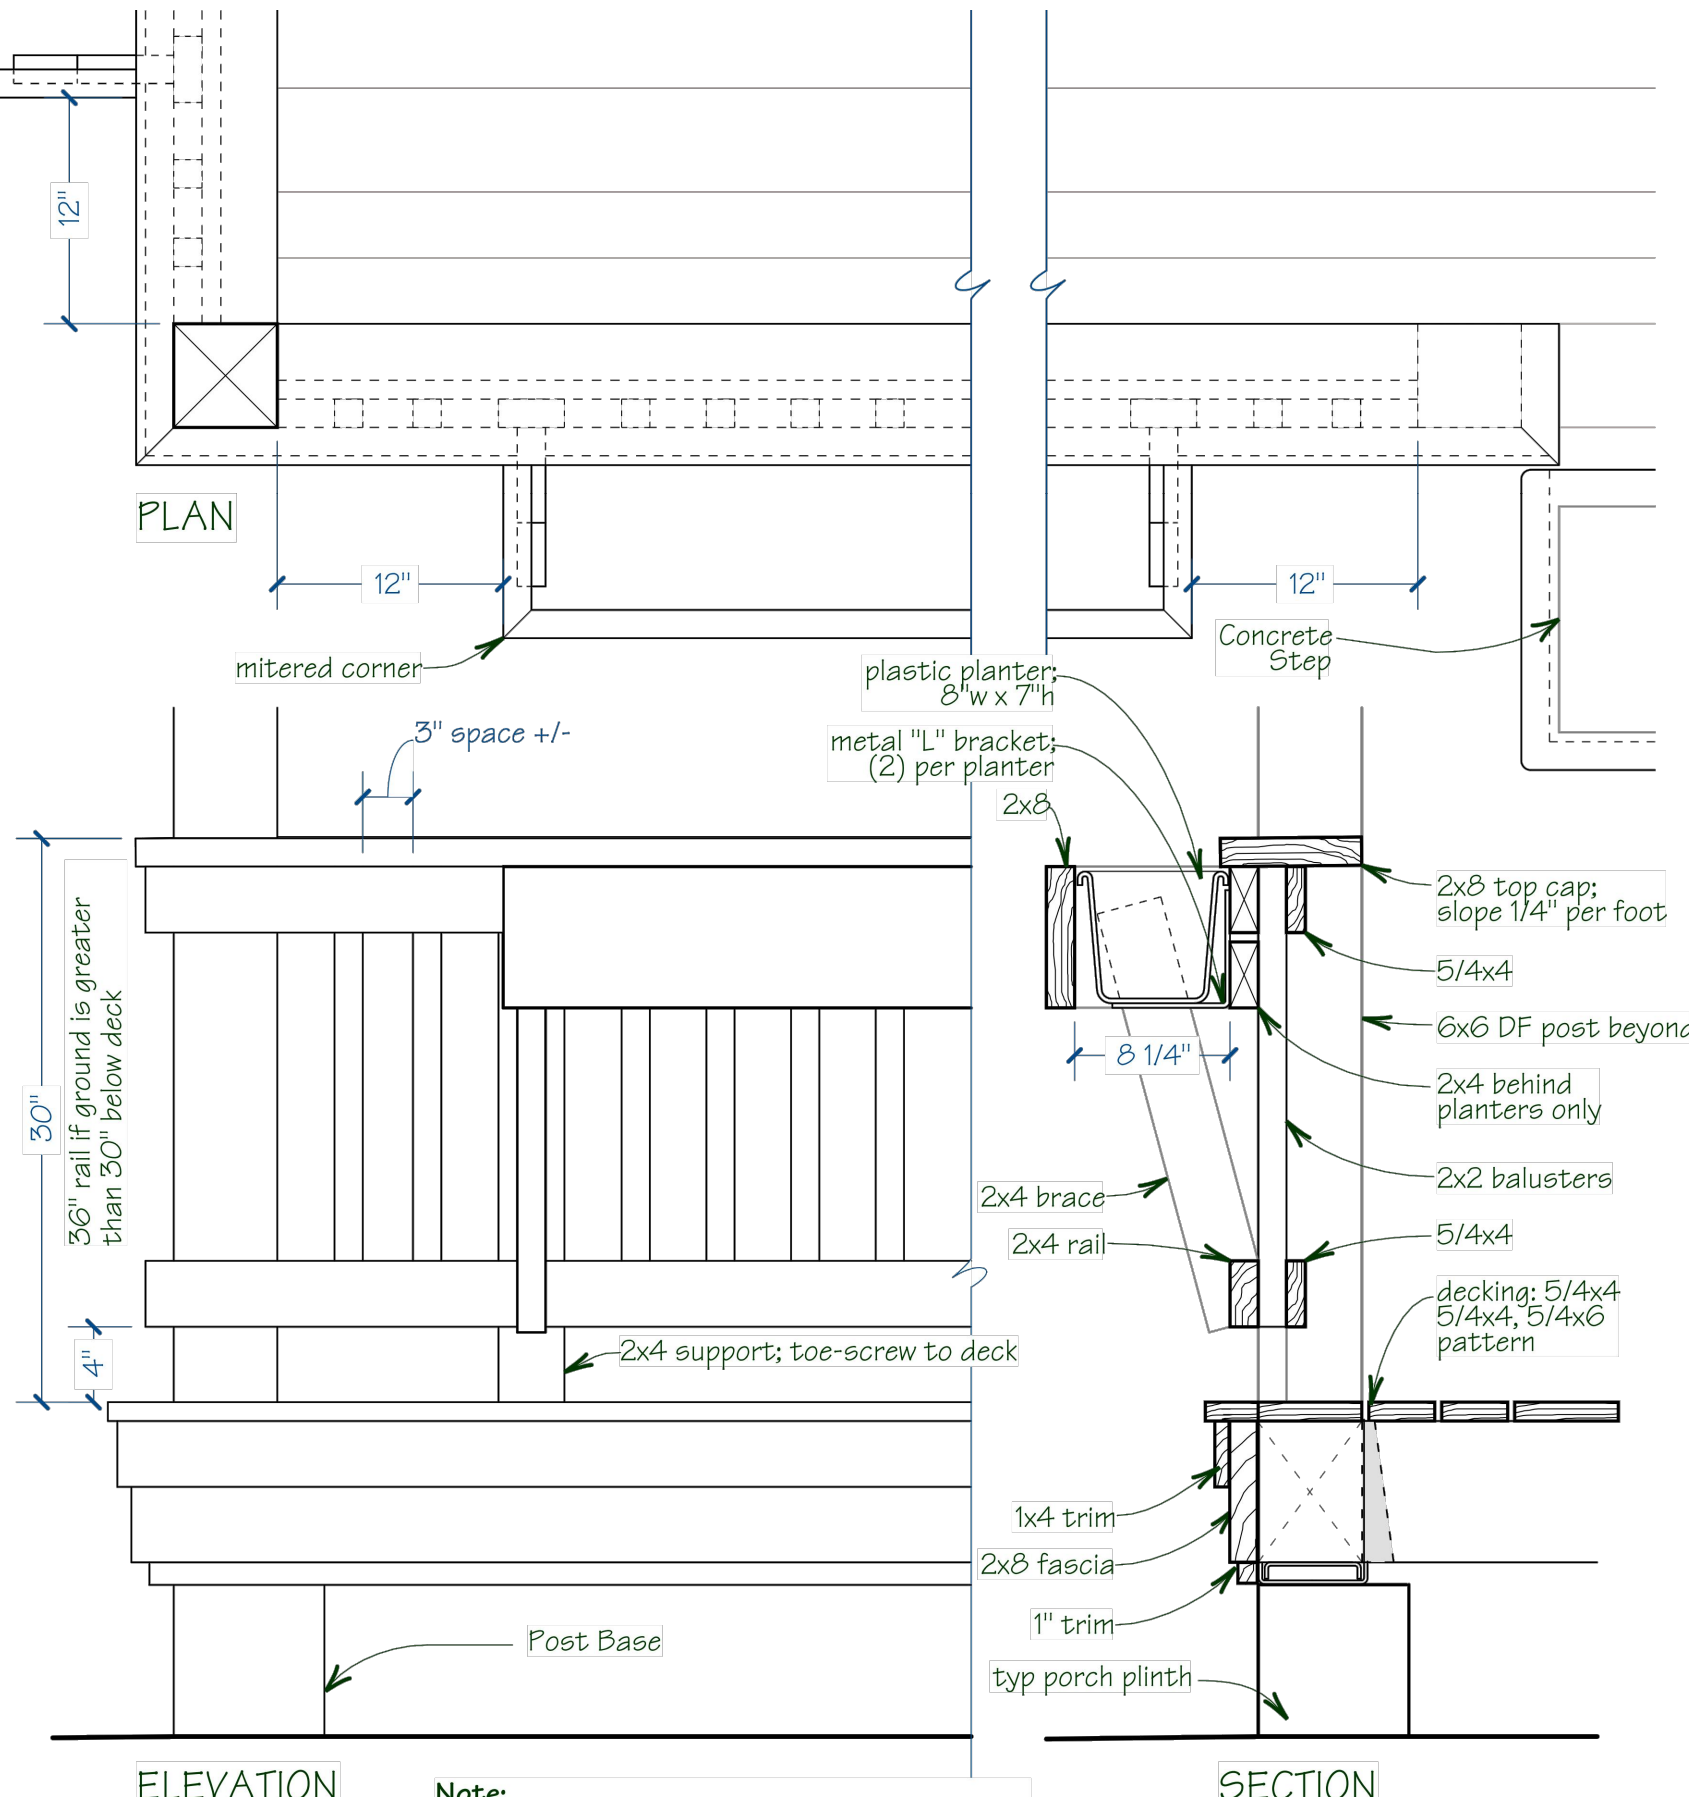 12"
PLAN
12"
12"
mitered corner
Concrete
Step
plastic planter;
8"w x 7"h
3" space +/-
metal "L" bracket;
(2) per planter
2x8
2x8 top cap;
slope 1/4" per foot
5/4x4
6x6 DF post beyond
8 1/4"
2x4 behind
planters only
30"
36" rail if ground is greater
than 30" below deck
2x2 balusters
2x4 brace
2x4 rail
5/4x4
decking: 5/4x4
5/4x4, 5/4x6
pattern
4"
2x4 support; toe-screw to deck
1x4 trim
2x8 fascia
1" trim
Post Base
typ porch plinth
ELEVATION
Note:
SECTION